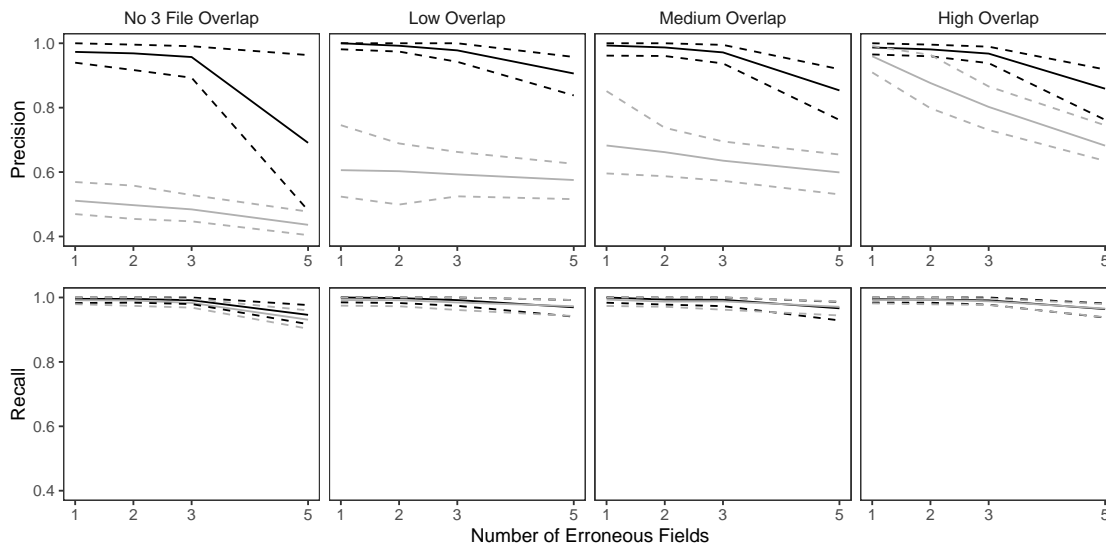 No 3 File Overlap Low Overlap Medium Overlap High Overlap
Precision
1.0
0.8
0.6
0.4
1 2 3 5 1 2 3 5 1 2 3 5 1 2 3 5
Recall
1.0
0.8
0.6
0.4
1 2 3 5 1 2 3 5 1 2 3 5 1 2 3 5
Number of Erroneous Fields